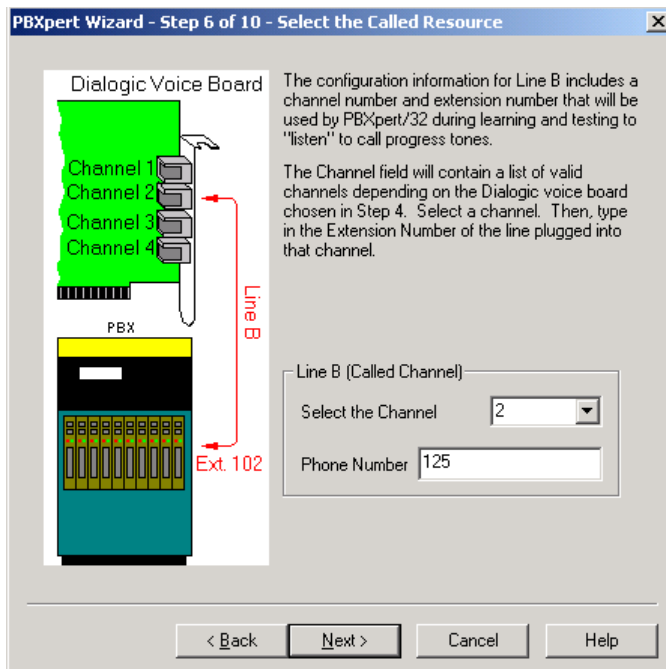 PBXpert Wizard - Step 6 of 10 - Select the Called Resource
Dialogic Voice Board
Channel 1
Channel 2
Channel 3
Channel 4
Line B
PBX
Ext. 102
The configuration information for Line B includes a
channel number and extension number that will be
used by PBXpert/32 during learning and testing to
"listen" to call progress tones.
The Channel field will contain a list of valid
channels depending on the Dialogic voice board
chosen in Step 4. Select a channel. Then, type
in the Extension Number of the line plugged into
that channel.
Line B (Called Channel)
Select the Channel 2
Phone Number 125
< Back Next > Cancel Help